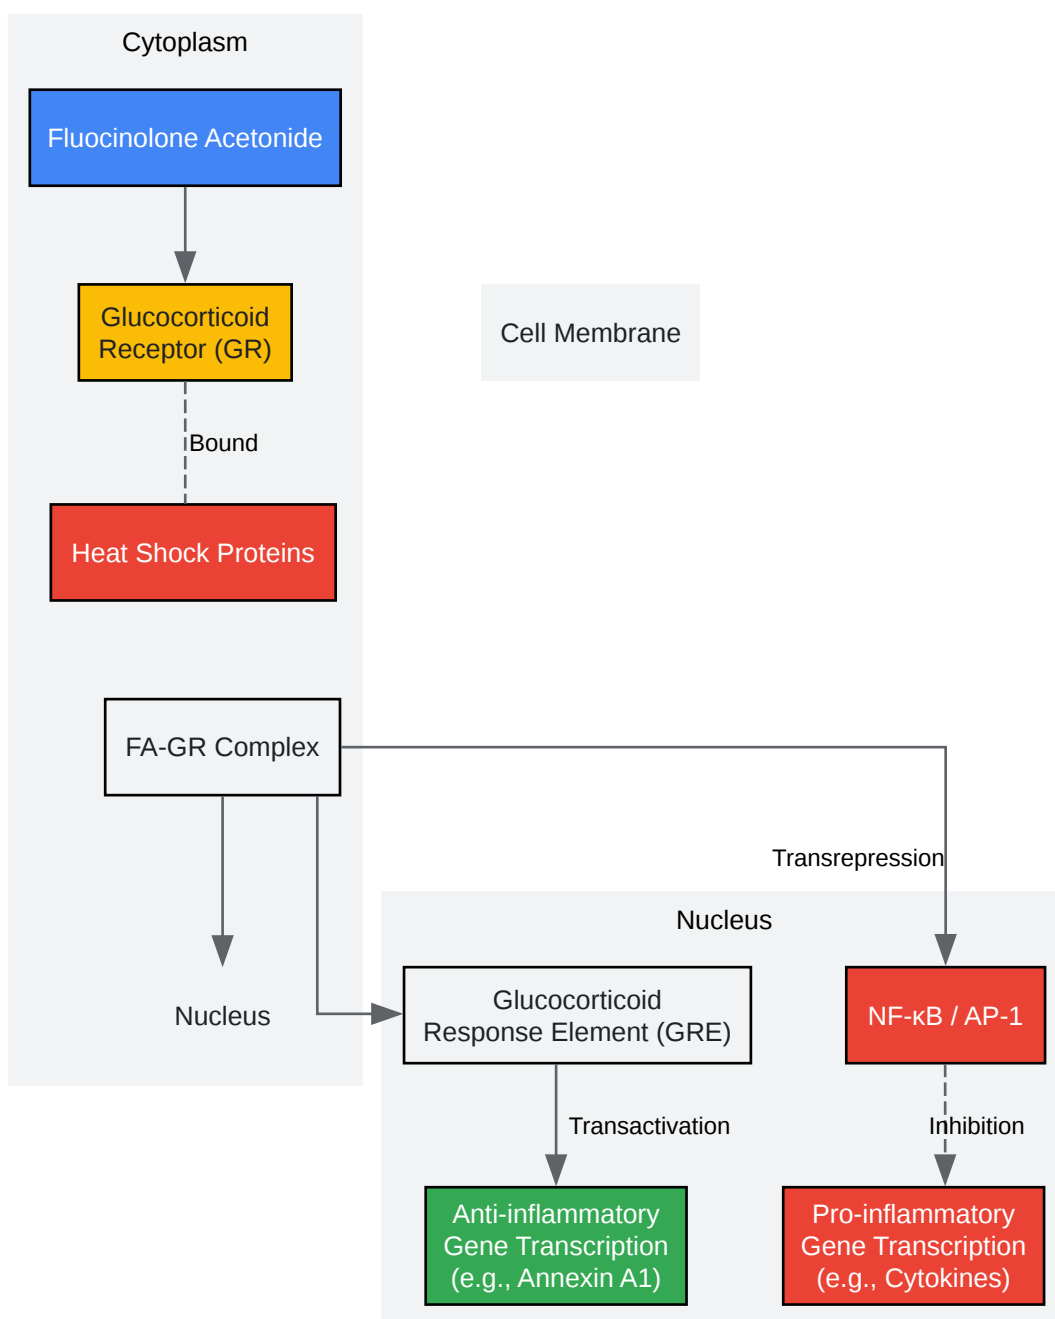 Cytoplasm
Fluocinolone Acetonide
Glucocorticoid
Receptor (GR)
Cell Membrane
Bound
Heat Shock Proteins
FA-GR Complex
Transrepression
Nucleus
Glucocorticoid
Response Element (GRE)
NF-κB / AP-1
Nucleus
Transactivation
Inhibition
Anti-inflammatory
Gene Transcription
(e.g., Annexin A1)
Pro-inflammatory
Gene Transcription
(e.g., Cytokines)